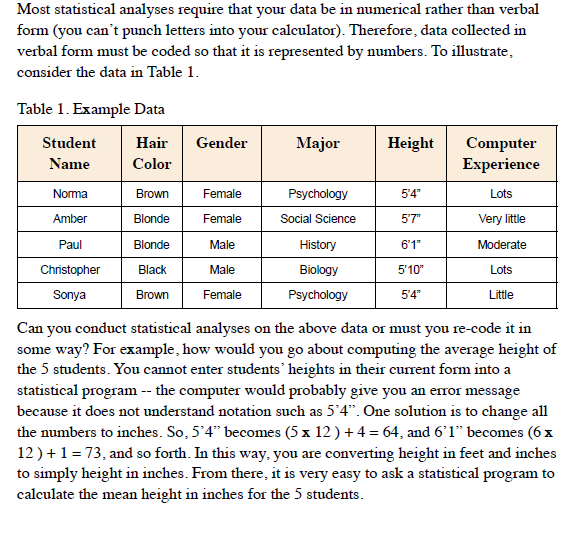 Most statistical analyses require that your data be in numerical rather than verbal
form (you can’t punch letters into your calculator). Therefore, data collected in
verbal form must be coded so that it is represented by numbers. To illustrate,
consider the data in Table 1.
Table 1. Example Data
Student Name Hair Color Gender Major Height Computer Experience
Norma Brown Female Psychology 5’4” Lots
Amber Blonde Female Social Science 5’7” Very little
Paul Blonde Male History 6’1” Moderate
Christopher Black Male Biology 5’10” Lots
Sonya Brown Female Psychology 5’4” Little
Can you conduct statistical analyses on the above data or must you re-code it in
some way? For example, how would you go about computing the average height of
the 5 students. You cannot enter students’ heights in their current form into a
statistical program -- the computer would probably give you an error message
because it does not understand notation such as 5’4”. One solution is to change all
the numbers to inches. So, 5’4” becomes (5 x 12 ) + 4 = 64, and 6’1” becomes (6 x
12 ) + 1 = 73, and so forth. In this way, you are converting height in feet and inches
to simply height in inches. From there, it is very easy to ask a statistical program to
calculate the mean height in inches for the 5 students.